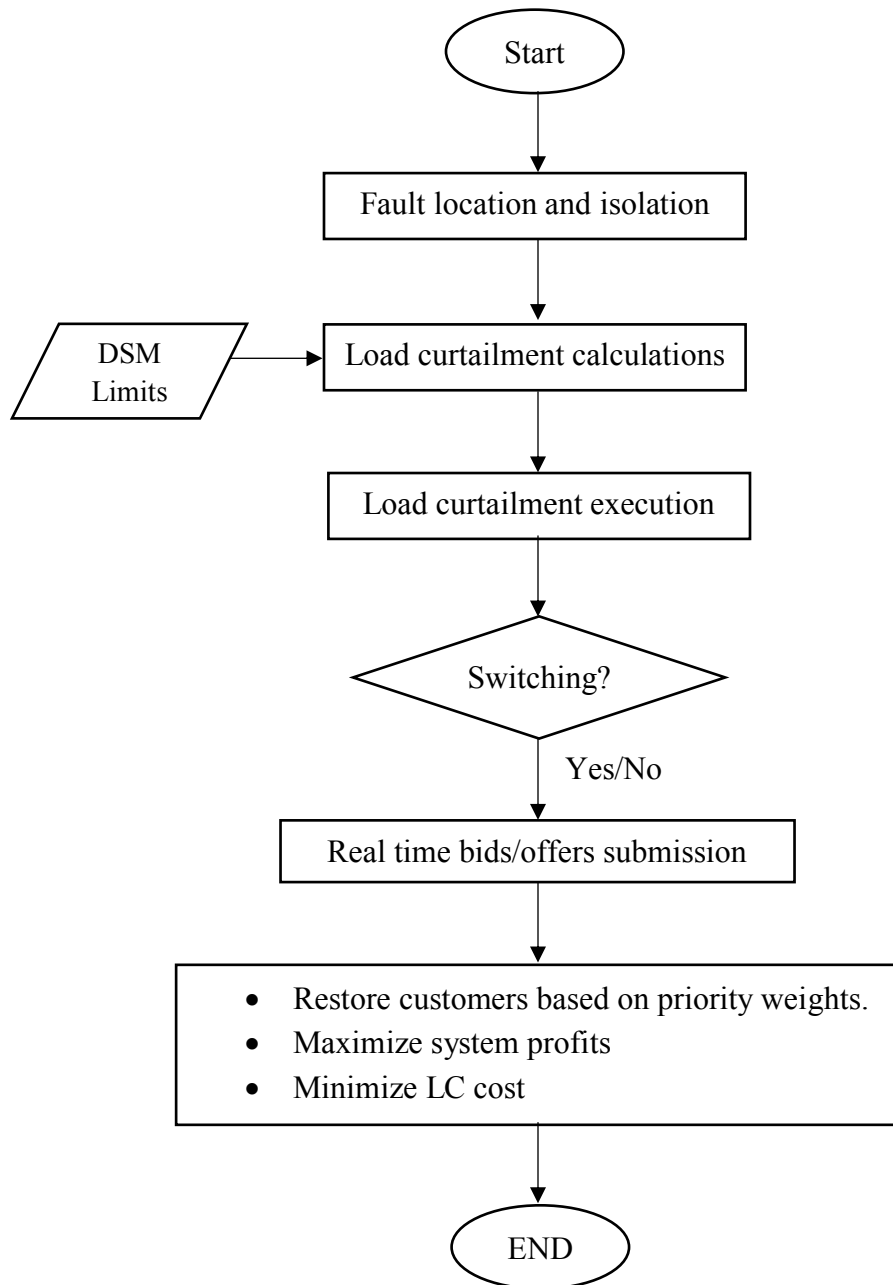 Start
Fault location and isolation
DSM
Limits
Load curtailment calculations
Load curtailment execution
Switching?
Yes/No
Real time bids/offers submission
• Restore customers based on priority weights.
• Maximize system profits
• Minimize LC cost
END